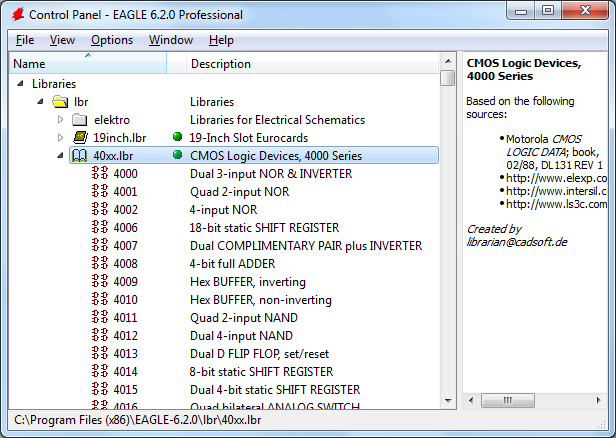 Control Panel - EAGLE 6.2.0 Professional
File View Options Window Help
Name Description
Libraries
lbr Libraries
elektro Libraries for Electrical Schematics
19inch.lbr 19-Inch Slot Eurocards
40xx.lbr CMOS Logic Devices, 4000 Series
4000 Dual 3-input NOR & INVERTER
4001 Quad 2-input NOR
4002 4-input NOR
4006 18-bit static SHIFT REGISTER
4007 Dual COMPLIMENTARY PAIR plus INVERTER
4008 4-bit full ADDER
4009 Hex BUFFER, inverting
4010 Hex BUFFER, non-inverting
4011 Quad 2-input NAND
4012 Dual 4-input NAND
4013 Dual D FLIP FLOP, set/reset
4014 8-bit static SHIFT REGISTER
4015 Dual 4-bit static SHIFT REGISTER
4016 Quad bilateral ANALOG SWITCH
CMOS Logic Devices,
4000 Series
Based on the following
sources:
•Motorola CMOS
LOGIC DATA; book,
02/88, DL131 REV 1
•http://www.elexp.co
•http://www.intersil.c
•http://www.ls3c.com
Created by
librarian@cadsoft.de
C:\Program Files (x86)\EAGLE-6.2.0\lbr\40xx.lbr